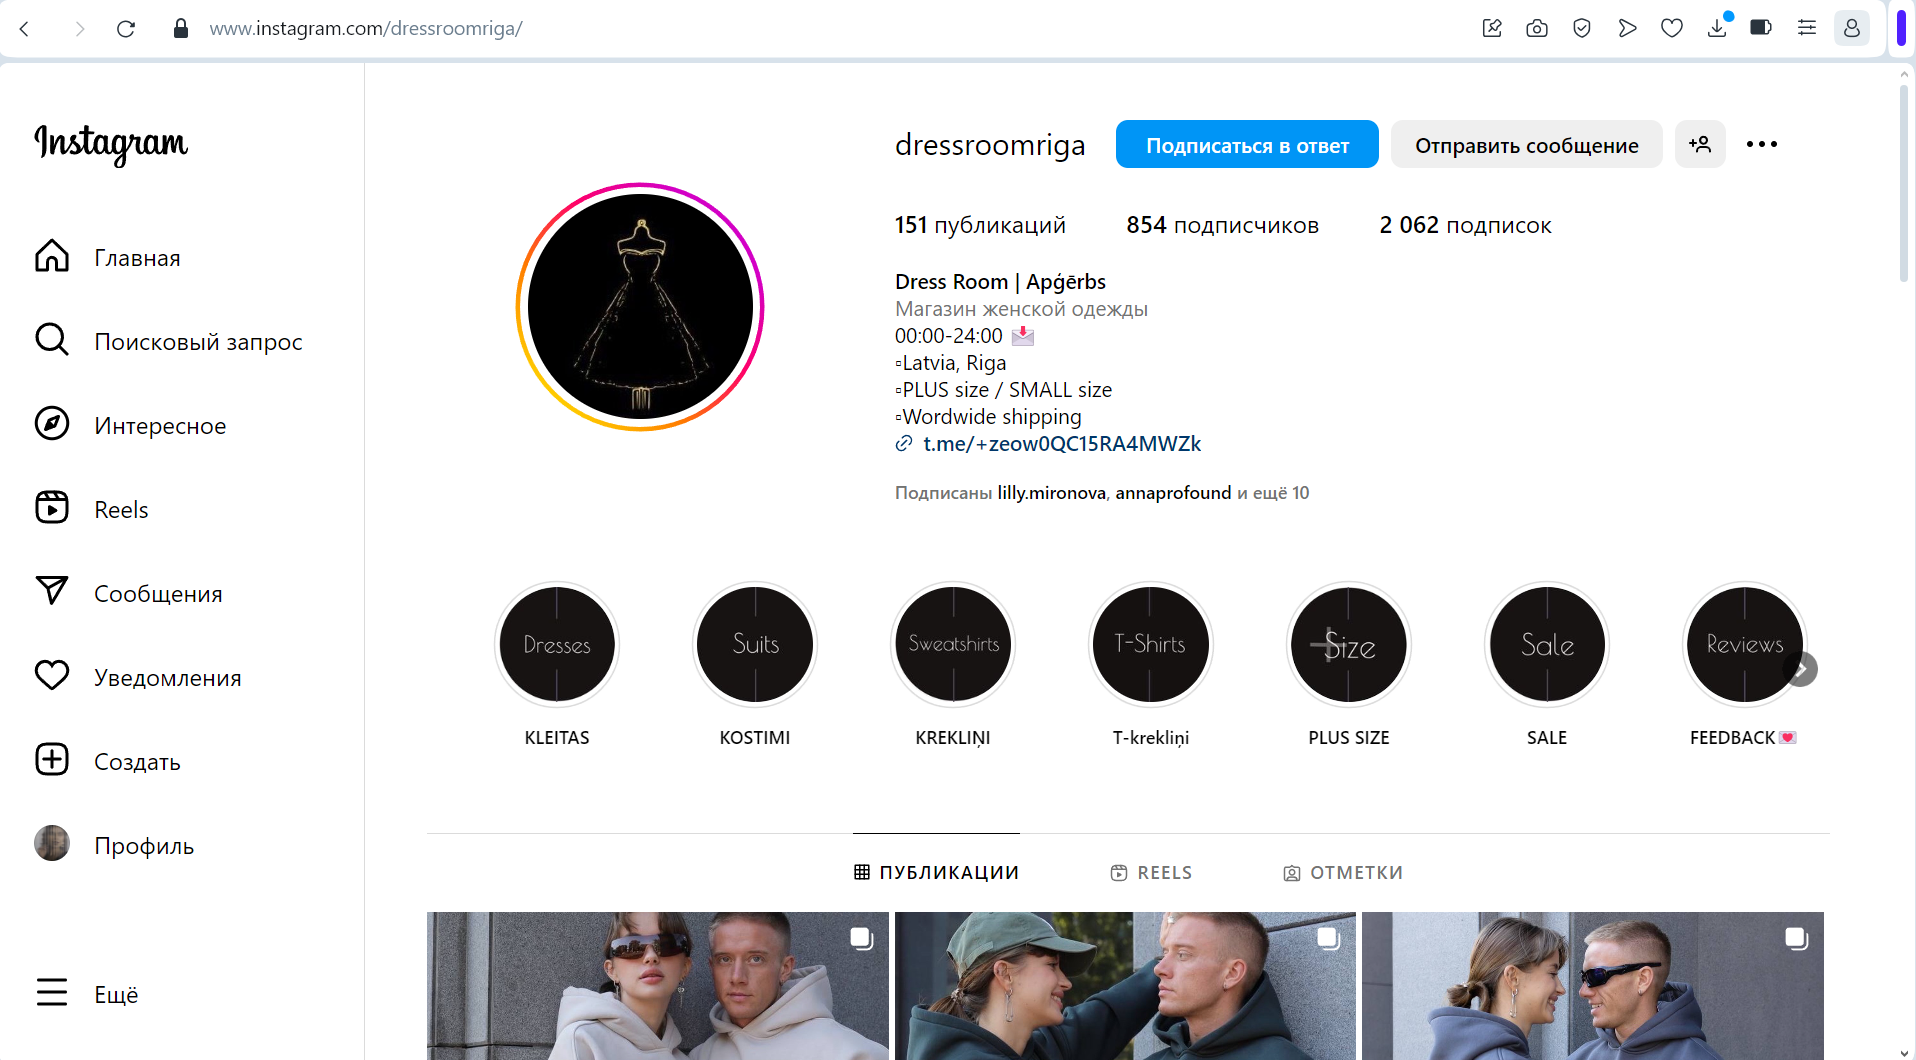 www.instagram.com/dressroomriga/
Instagram
Главная
Поисковый запрос
Интересное
Reels
Сообщения
Уведомления
Создать
Профиль
Ещё
dressroomriga
Подписаться в ответ
Отправить сообщение
151 публикаций
854 подписчиков
2 062 подписок
Dress Room | Apģērbs
Магазин женской одежды
00:00-24:00 📩
▫Latvia, Riga
▫PLUS size / SMALL size
▫Wordwide shipping
t.me/+zeow0QC15RA4MWZk
Подписаны lilly.mironova, annaprofound и ещё 10
Dresses
Suits
Sweatshirts
T-Shirts
+Size
Sale
Reviews
KLEITAS
KOSTIMI
KREKLIŅI
T-krekliņi
PLUS SIZE
SALE
FEEDBACK💌
ПУБЛИКАЦИИ
REELS
ОТМЕТКИ